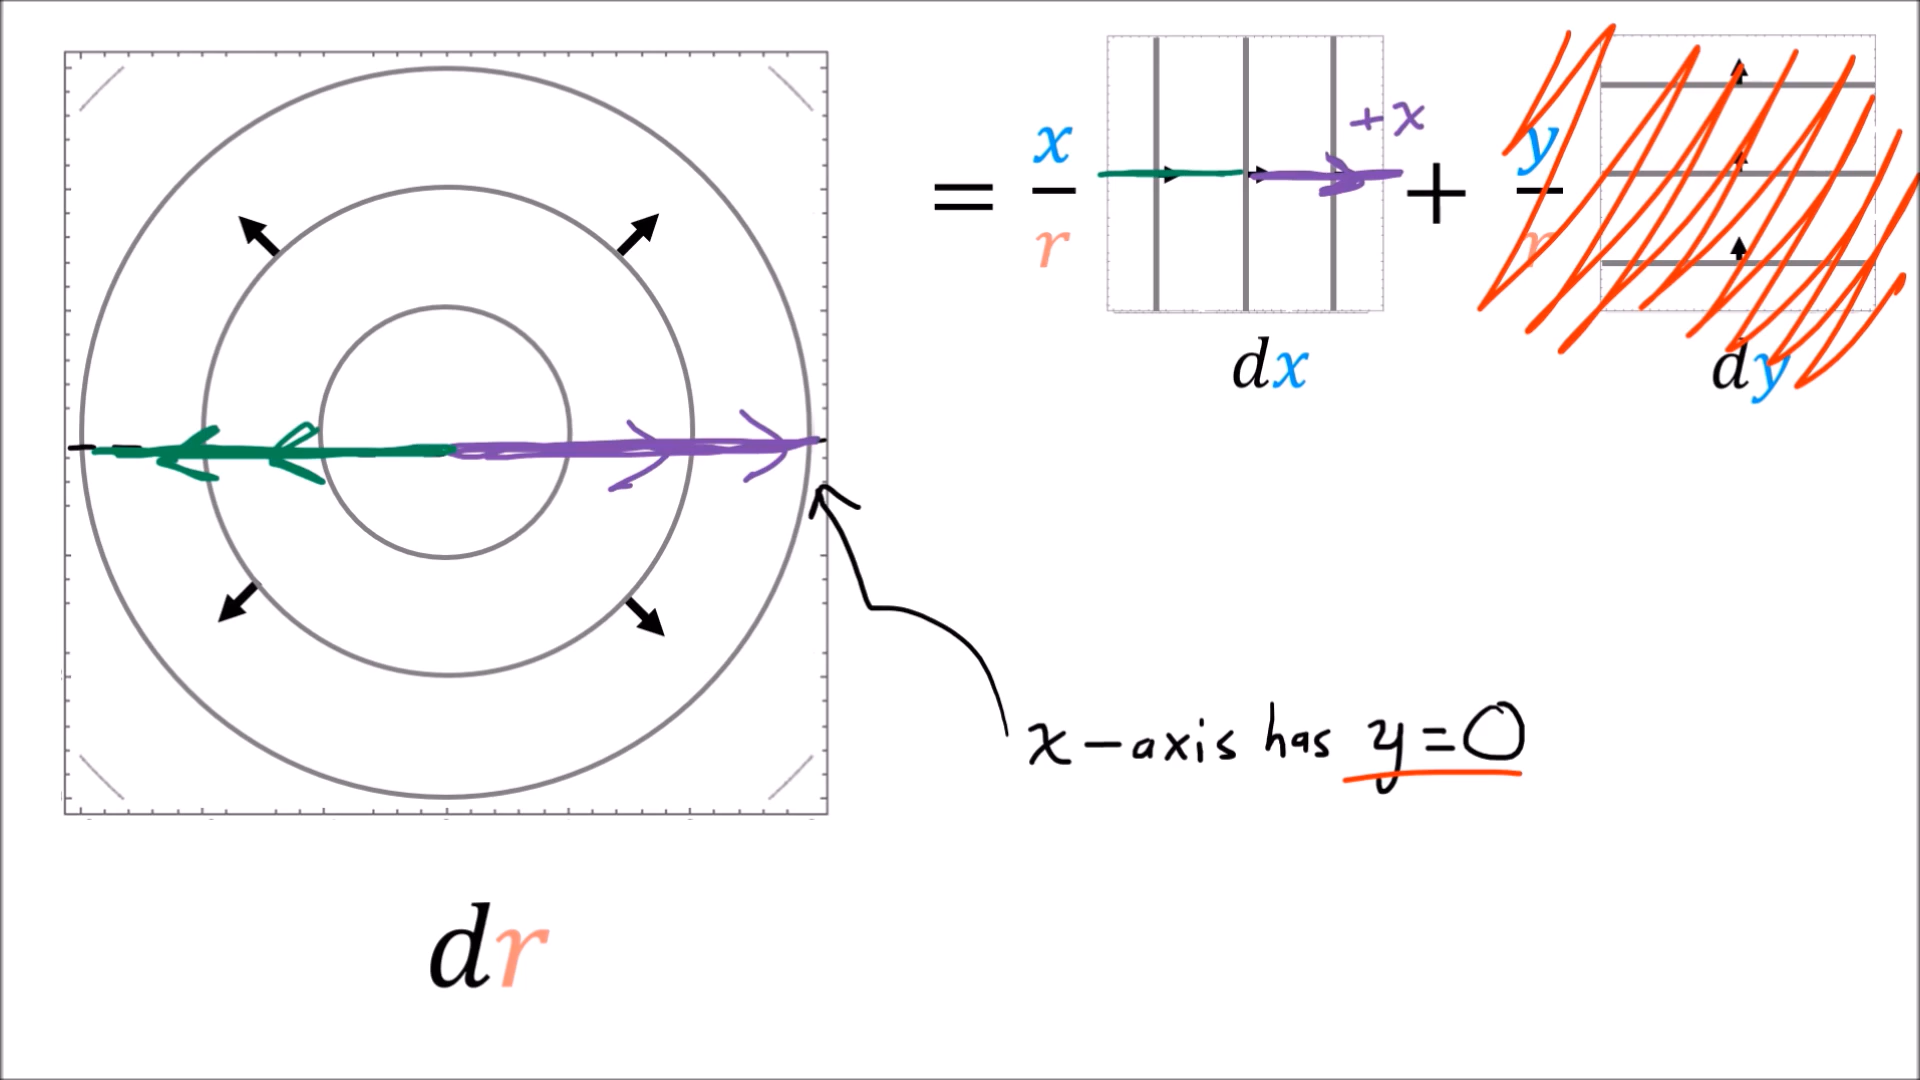 = x/r dx + y/r dy
+x
x-axis has y=0
dr